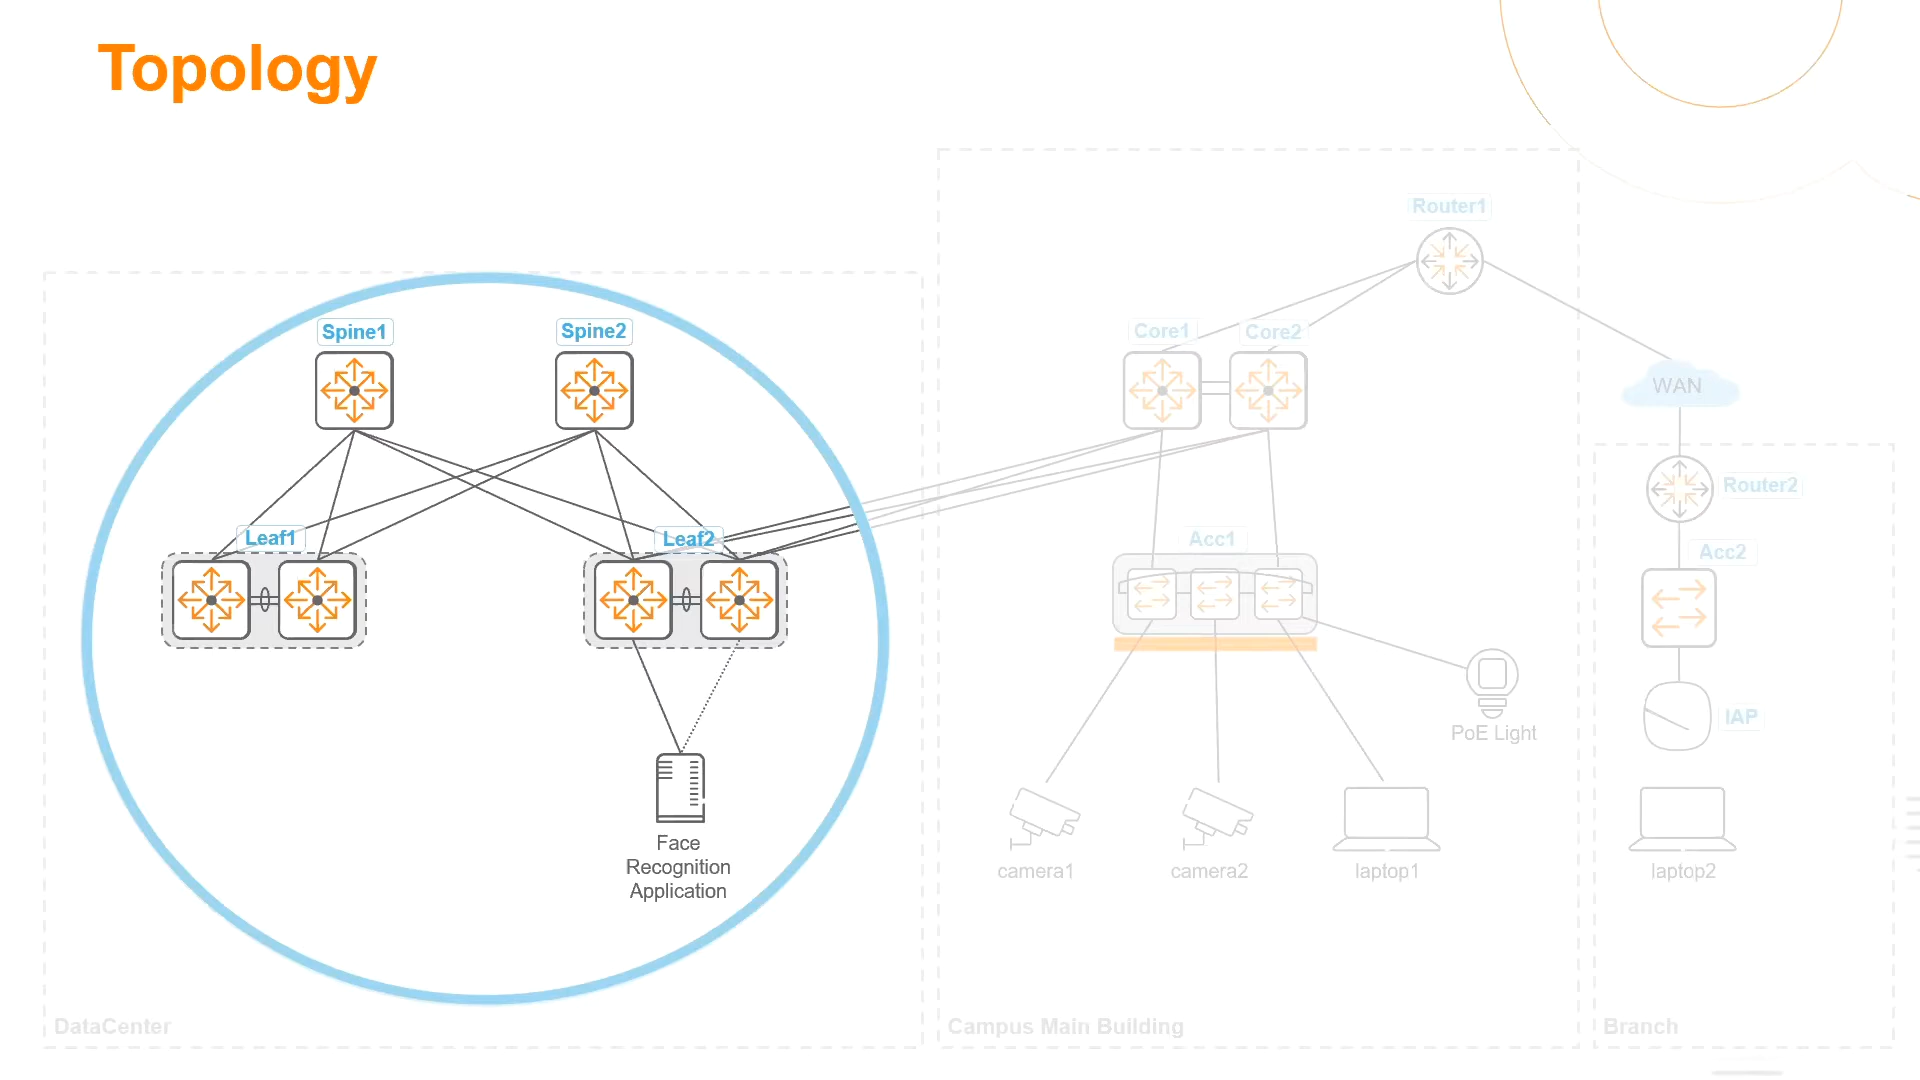 Topology
Router1
Spine1
Spine2
Core1
Core2
WAN
Router2
Leaf1
Leaf2
Acc1
Acc2
IAP
PoE Light
Face
Recognition
Application
camera1
camera2
laptop1
laptop2
DataCenter
Campus Main Building
Branch